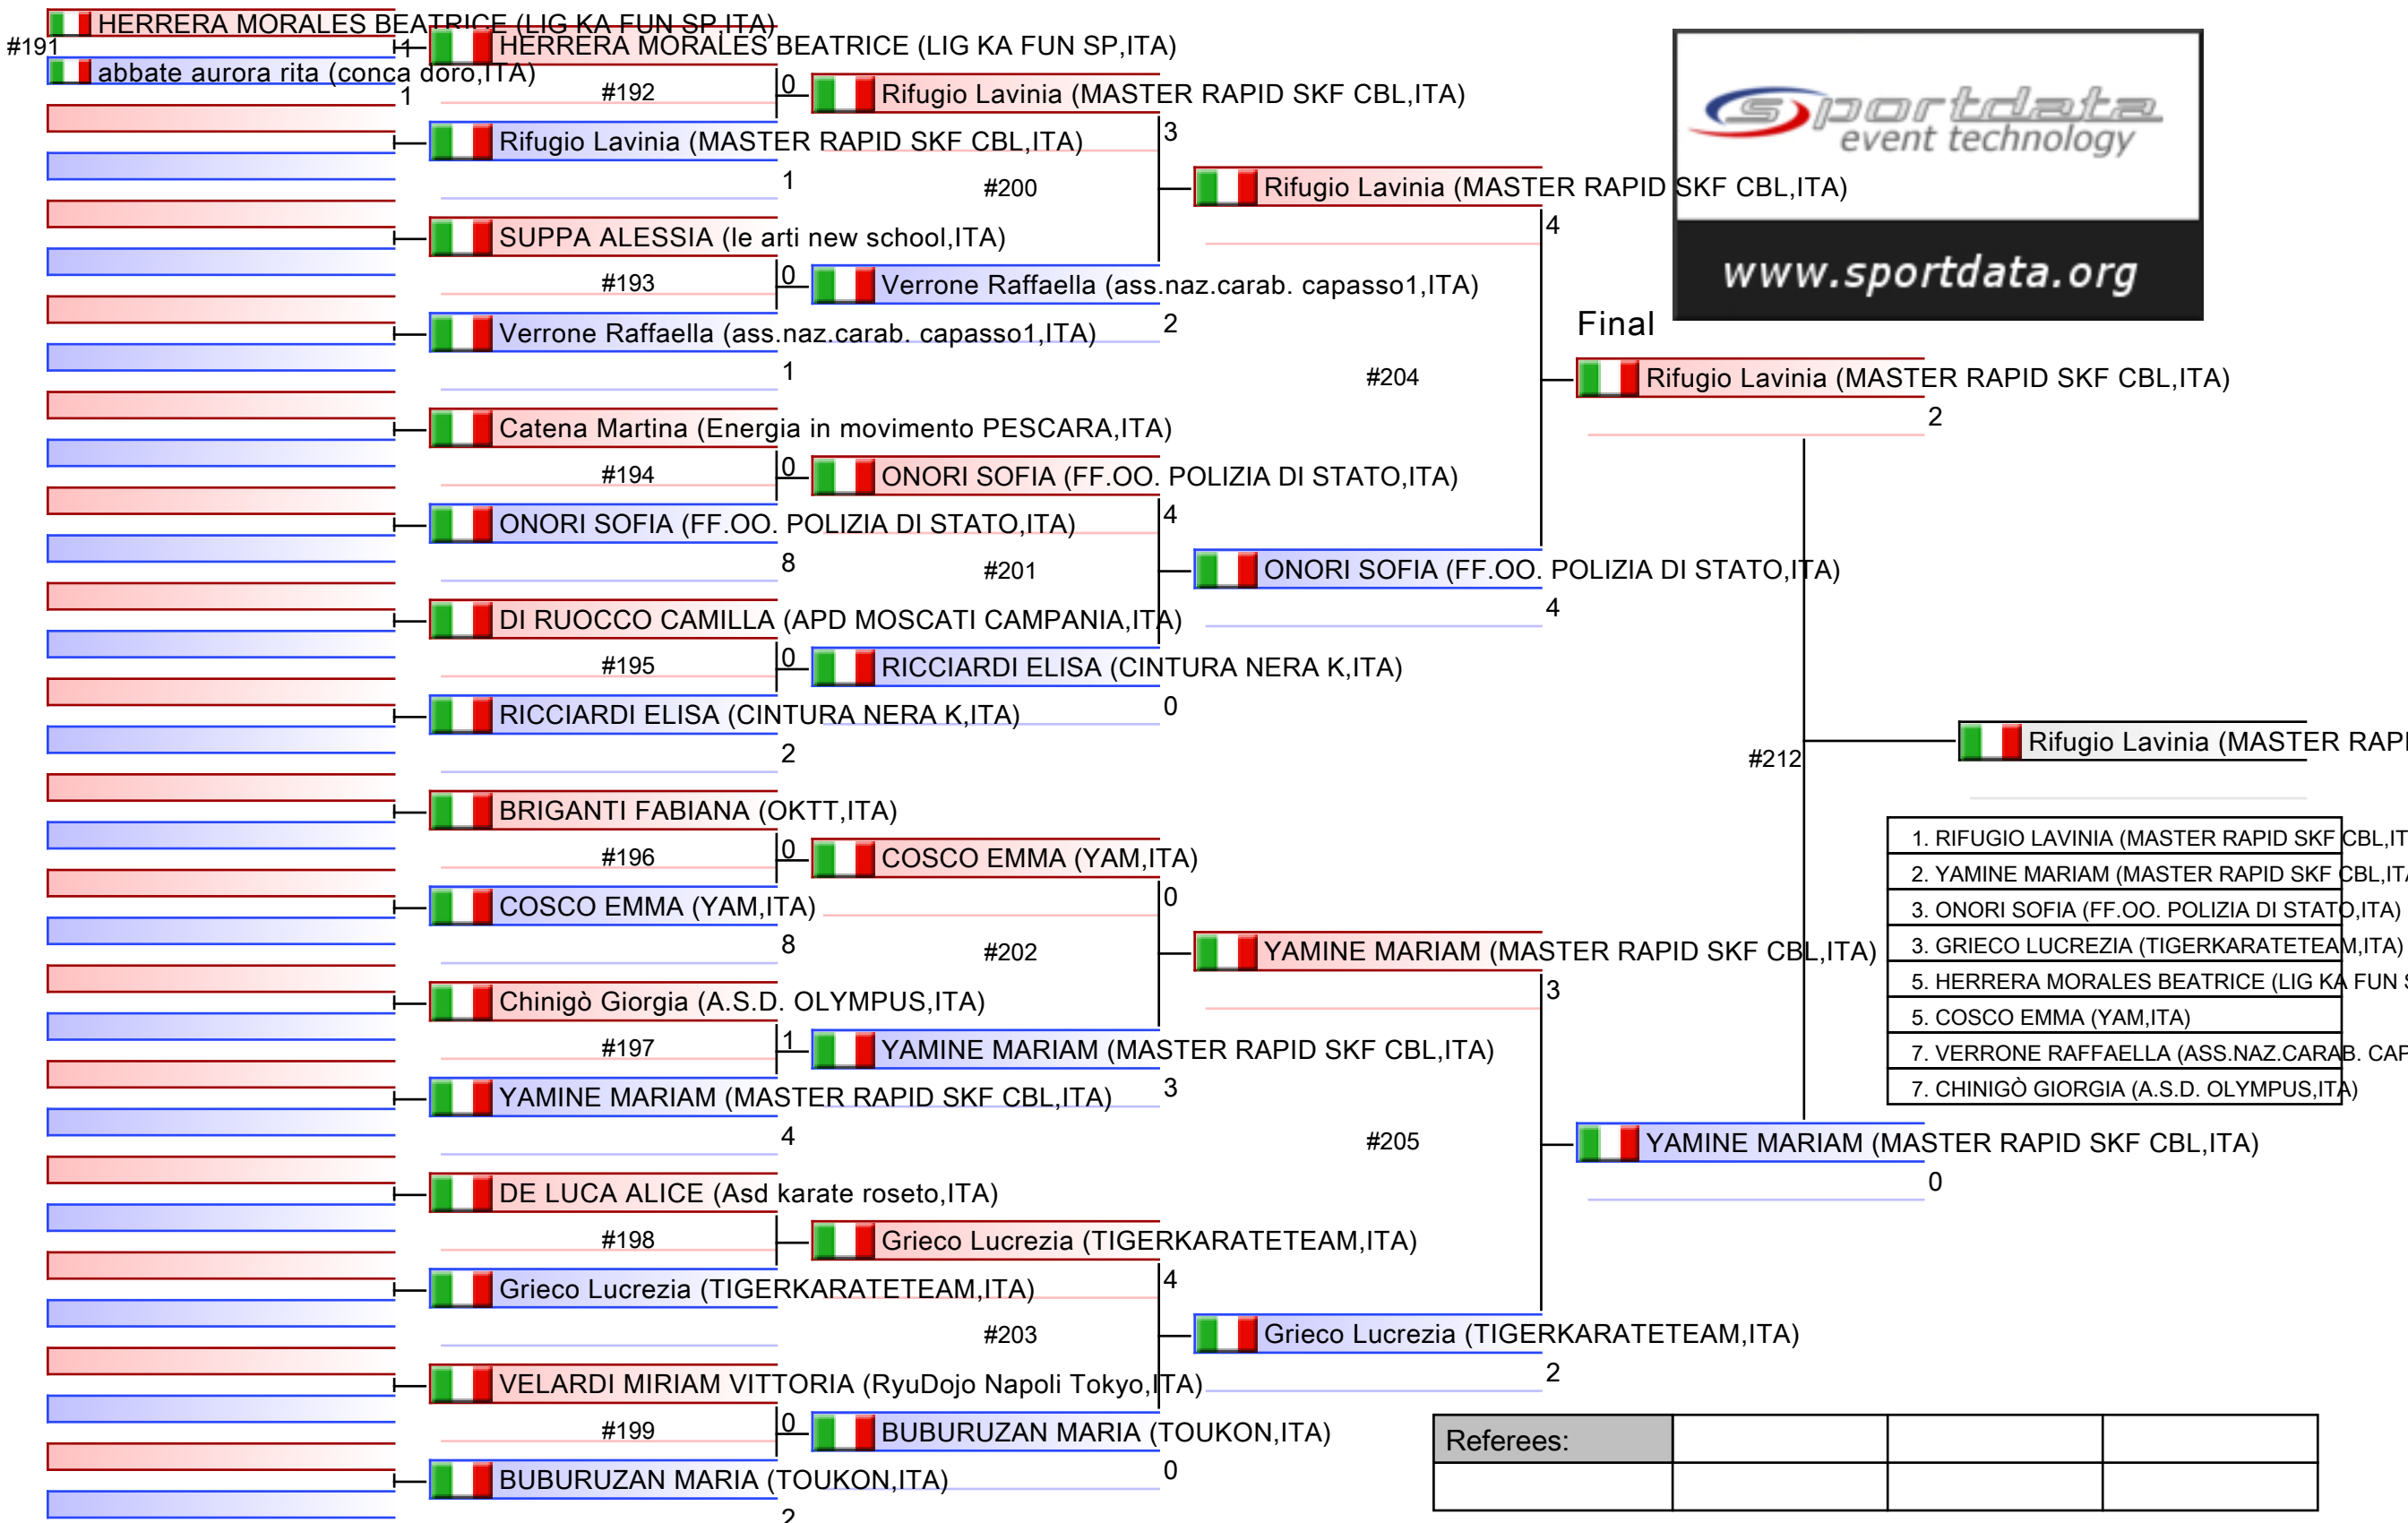 HERRERA MORALES BEATRICE (LIG KA FUN SP,ITA)
#191
1
abbate aurora rita (conca doro,ITA)
1
HERRERA MORALES BEATRICE (LIG KA FUN SP,ITA)
#192
0
Rifugio Lavinia (MASTER RAPID SKF CBL,ITA)
1
SUPPA ALESSIA (le arti new school,ITA)
#193
0
Verrone Raffaella (ass.naz.carab. capasso1,ITA)
1
Catena Martina (Energia in movimento PESCARA,ITA)
#194
0
ONORI SOFIA (FF.OO. POLIZIA DI STATO,ITA)
8
DI RUOCCO CAMILLA (APD MOSCATI CAMPANIA,ITA)
#195
0
RICCIARDI ELISA (CINTURA NERA K,ITA)
2
BRIGANTI FABIANA (OKTT,ITA)
#196
0
COSCO EMMA (YAM,ITA)
8
Chinigò Giorgia (A.S.D. OLYMPUS,ITA)
#197
1
YAMINE MARIAM (MASTER RAPID SKF CBL,ITA)
4
DE LUCA ALICE (Asd karate roseto,ITA)
#198
Grieco Lucrezia (TIGERKARATETEAM,ITA)
VELARDI MIRIAM VITTORIA (RyuDojo Napoli Tokyo,ITA)
#199
0
BUBURUZAN MARIA (TOUKON,ITA)
2
Rifugio Lavinia (MASTER RAPID SKF CBL,ITA)
3
#200
Verrone Raffaella (ass.naz.carab. capasso1,ITA)
2
ONORI SOFIA (FF.OO. POLIZIA DI STATO,ITA)
4
#201
RICCIARDI ELISA (CINTURA NERA K,ITA)
0
COSCO EMMA (YAM,ITA)
0
#202
YAMINE MARIAM (MASTER RAPID SKF CBL,ITA)
3
Grieco Lucrezia (TIGERKARATETEAM,ITA)
4
#203
BUBURUZAN MARIA (TOUKON,ITA)
0
Rifugio Lavinia (MASTER RAPID SKF CBL,ITA)
4
#204
ONORI SOFIA (FF.OO. POLIZIA DI STATO,ITA)
4
YAMINE MARIAM (MASTER RAPID SKF CBL,ITA)
3
#205
Grieco Lucrezia (TIGERKARATETEAM,ITA)
2
sportdata
event technology
www.sportdata.org
Final
Rifugio Lavinia (MASTER RAPID SKF CBL,ITA)
2
#212
YAMINE MARIAM (MASTER RAPID SKF CBL,ITA)
0
Rifugio Lavinia (MASTER RAPI
1. RIFUGIO LAVINIA (MASTER RAPID SKF CBL,IT
2. YAMINE MARIAM (MASTER RAPID SKF CBL,ITA
3. ONORI SOFIA (FF.OO. POLIZIA DI STATO,ITA)
3. GRIECO LUCREZIA (TIGERKARATETEAM,ITA)
5. HERRERA MORALES BEATRICE (LIG KA FUN S
5. COSCO EMMA (YAM,ITA)
7. VERRONE RAFFAELLA (ASS.NAZ.CARAB. CAP
7. CHINIGÒ GIORGIA (A.S.D. OLYMPUS,ITA)
Referees: